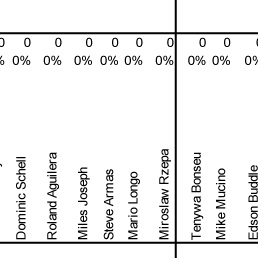 0 0 0 0 0 0 0 0 0
0% 0% 0% 0% 0% 0% 0% 0%
Dominic Schell
Roland Aguilera
Miles Joseph
Steve Armas
Mario Longo
Miroslaw Rzepa
Tenywa Bonseu
Mike Mucino
Edson Buddle